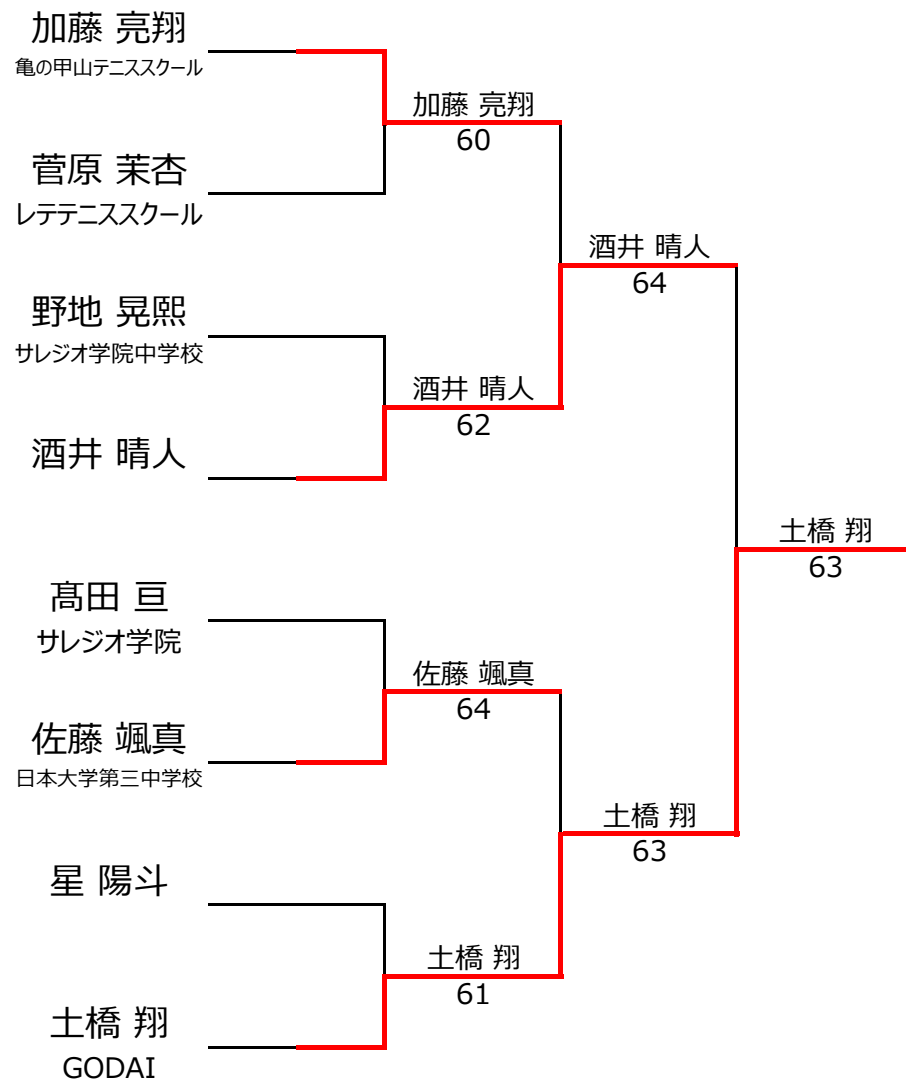 加藤 亮翔
亀の甲山テニススクール
加藤 亮翔
60
菅原 茉杏
レテテニススクール
酒井 晴人
64
野地 晃熙
サレジオ学院中学校
酒井 晴人
62
酒井 晴人
土橋 翔
63
髙田 亘
サレジオ学院
佐藤 颯真
64
佐藤 颯真
日本大学第三中学校
土橋 翔
63
星 陽斗
土橋 翔
61
土橋 翔
GODAI